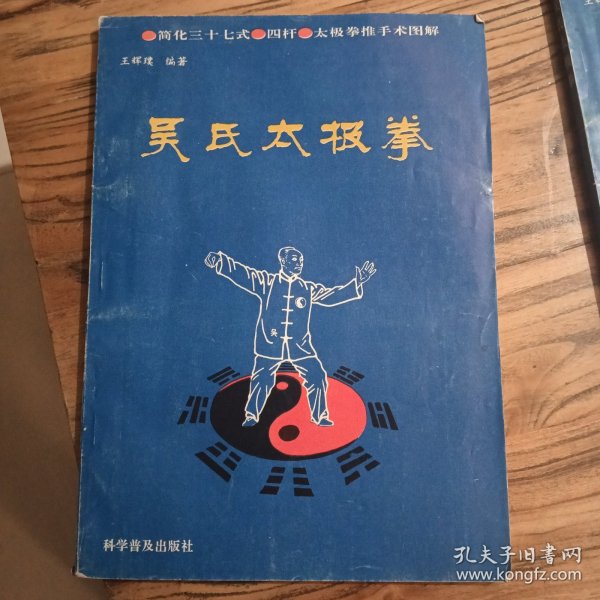 ●简化三十七式●四杆●太极拳推手术图解
王辉璞 编著
吴氏太极拳
吴
科学普及出版社
孔夫子旧书网
www.kongfz.com